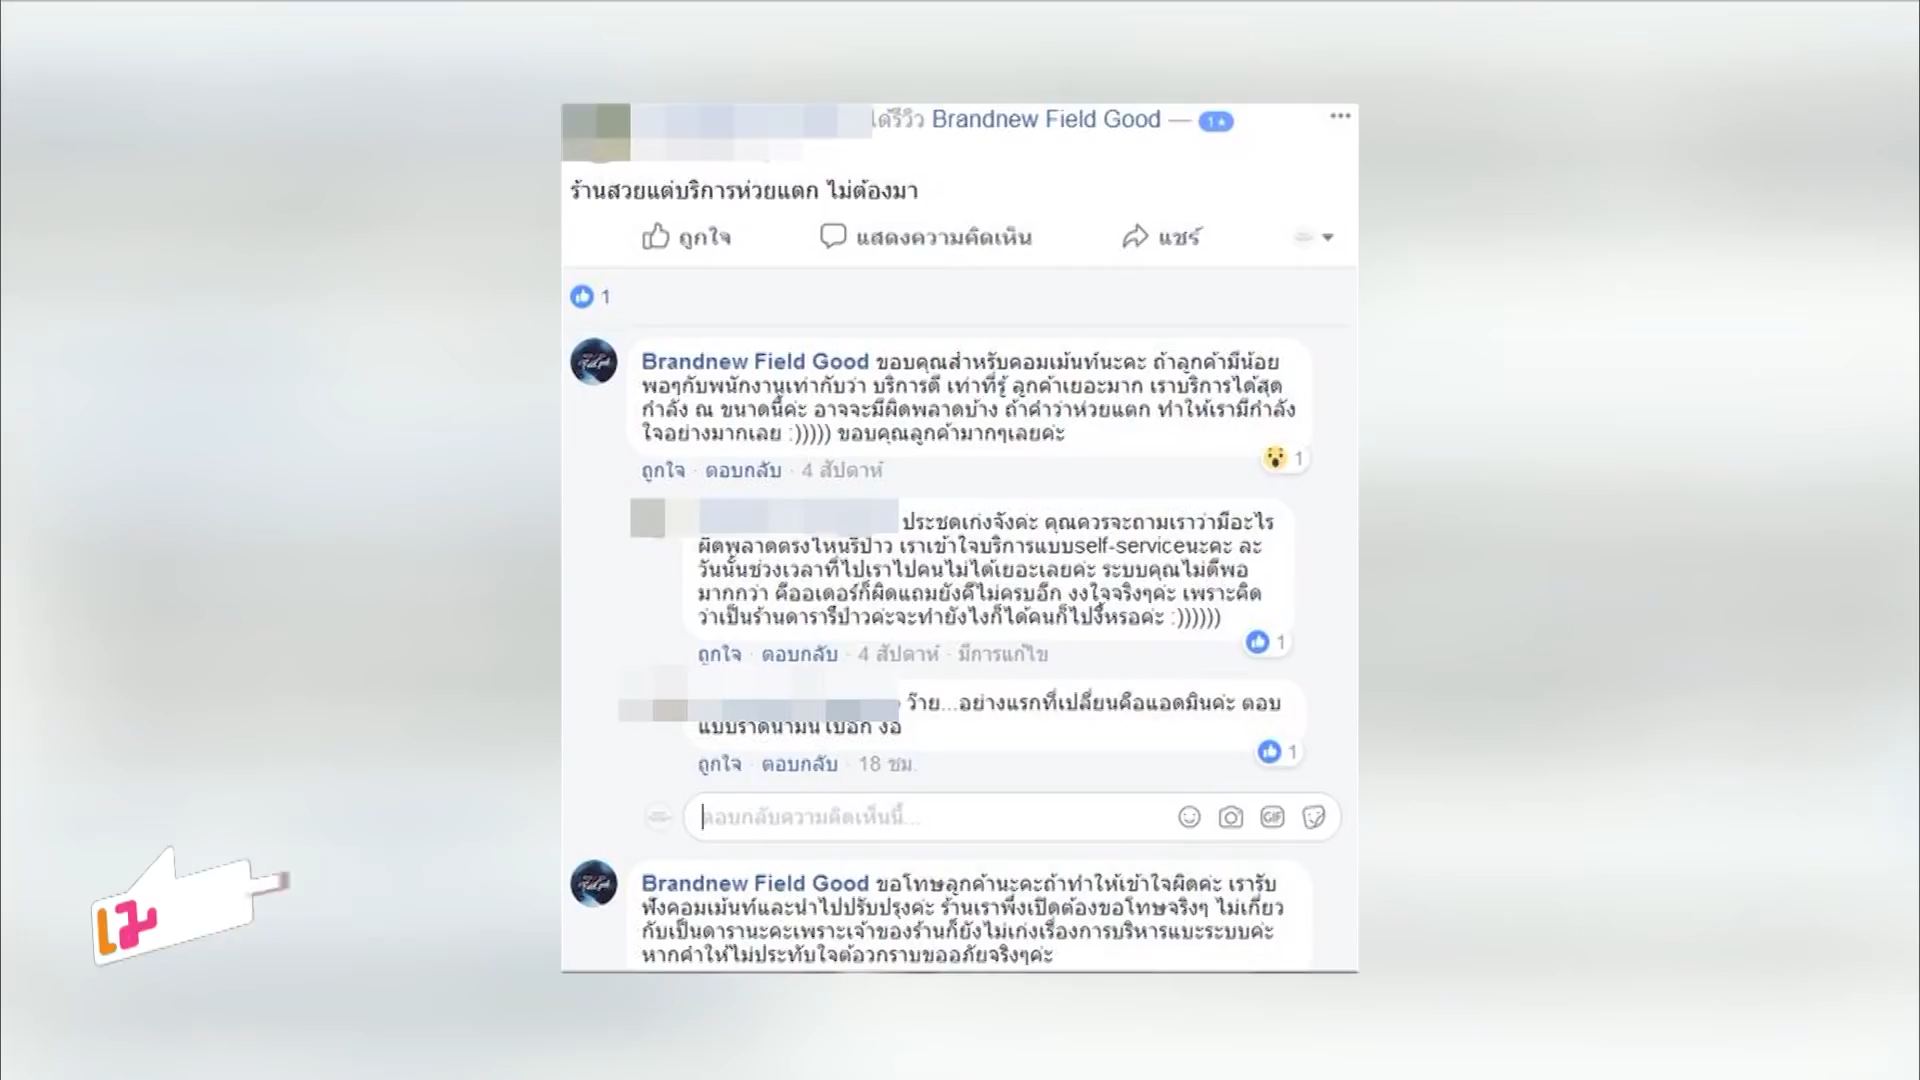 ได้รีวิว Brandnew Field Good — 1★
ร้านสวยแต่บริการห่วยแตก ไม่ต้องมา
ถูกใจ แสดงความคิดเห็น แชร์
1
Brandnew Field Good ขอบคุณสำหรับคอมเม้นท์นะคะ ถ้าลูกค้ามีน้อย
พอๆกับพนักงานเท่ากับว่า บริการดี เท่าที่รู้ ลูกค้าเยอะมาก เราบริการได้สุด
กำลัง ณ ขนาดนี้ค่ะ อาจจะมีผิดพลาดบ้าง ถ้าคำว่าห่วยแตก ทำให้เรามีกำลัง
ใจอย่างมากเลย :))))) ขอบคุณลูกค้ามากๆเลยค่ะ
1
ถูกใจ · ตอบกลับ · 4 สัปดาห์
ประชดเก่งจังค่ะ คุณควรจะถามเราว่ามีอะไร
ผิดพลาดตรงไหนรึป่าว เราเข้าใจบริการแบบself-serviceนะคะ ละ
วันนั้นช่วงเวลาที่ไปเราไปคนไม่ได้เยอะเลยค่ะ ระบบคุณไม่ดีพอ
มากกว่า คือออเดอร์ก็ผิดแถมยังคีไม่ครบอีก งงใจจริงๆค่ะ เพราะคิด
ว่าเป็นร้านดารารึป่าวค่ะจะทำยังไงก็ได้คนก็ไปงี้หรอค่ะ :))))))
1
ถูกใจ · ตอบกลับ · 4 สัปดาห์ · มีการแก้ไข
ว๊าย...อย่างแรกที่เปลี่ยนคือแอดมินค่ะ ตอบ
แบบราดน้ำมัน
1
ถูกใจ · ตอบกลับ · 18 ชม.
ตอบกลับความคิดเห็นนี้...
GIF
Brandnew Field Good ขอโทษลูกค้านะคะถ้าทำให้เข้าใจผิดค่ะ เรารับ
ฟังคอมเม้นท์และนำไปปรับปรุงค่ะ ร้านเราพึ่งเปิดต้องขอโทษจริงๆ ไม่เกี่ยว
กับเป็นดารานะคะเพราะเจ้าของร้านก็ยังไม่เก่งเรื่องการบริหารแบะระบบค่ะ
หากคำให้ไม่ประทับใจต้อวกราบขออภัยจริงๆค่ะ